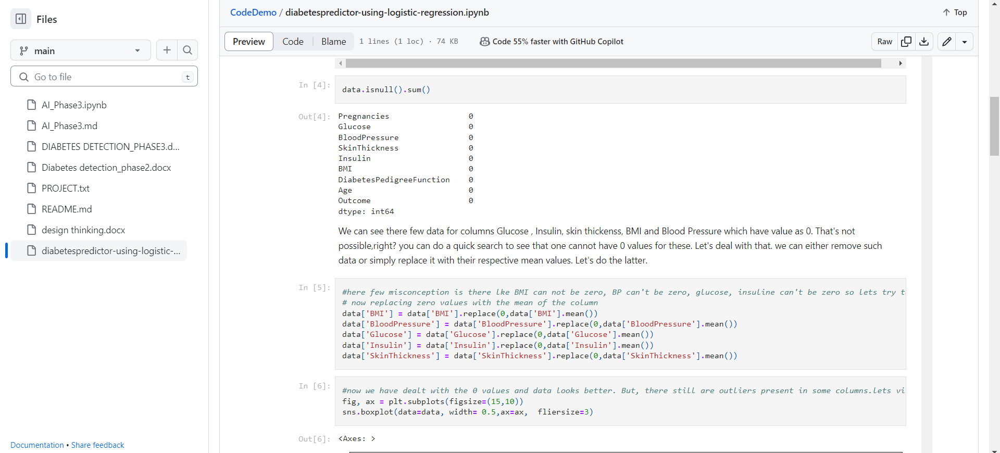 Files
main
Go to file
t
AI_Phase3.ipynb
AI_Phase3.md
DIABETES DETECTION_PHASE3.d...
Diabetes detection_phase2.docx
PROJECT.txt
README.md
design thinking.docx
diabetespredictor-using-logistic-...
Documentation • Share feedback
CodeDemo / diabetespredictor-using-logistic-regression.ipynb
Top
Preview Code Blame 1 lines (1 loc) · 74 KB Code 55% faster with GitHub Copilot Raw
In [4]: data.isnull().sum()
Out[4]: Pregnancies 0
Glucose 0
BloodPressure 0
SkinThickness 0
Insulin 0
BMI 0
DiabetesPedigreeFunction 0
Age 0
Outcome 0
dtype: int64
We can see there few data for columns Glucose , Insulin, skin thickenss, BMI and Blood Pressure which have value as 0. That's not
possible,right? you can do a quick search to see that one cannot have 0 values for these. Let's deal with that. we can either remove such
data or simply replace it with their respective mean values. Let's do the latter.
In [5]: #here few misconception is there lke BMI can not be zero, BP can't be zero, glucose, insuline can't be zero so lets try t
# now replacing zero values with the mean of the column
data['BMI'] = data['BMI'].replace(0,data['BMI'].mean())
data['BloodPressure'] = data['BloodPressure'].replace(0,data['BloodPressure'].mean())
data['Glucose'] = data['Glucose'].replace(0,data['Glucose'].mean())
data['Insulin'] = data['Insulin'].replace(0,data['Insulin'].mean())
data['SkinThickness'] = data['SkinThickness'].replace(0,data['SkinThickness'].mean())
In [6]: #now we have dealt with the 0 values and data looks better. But, there still are outliers present in some columns.lets vi
fig, ax = plt.subplots(figsize=(15,10))
sns.boxplot(data=data, width= 0.5,ax=ax,  fliersize=3)
Out[6]: <Axes: >